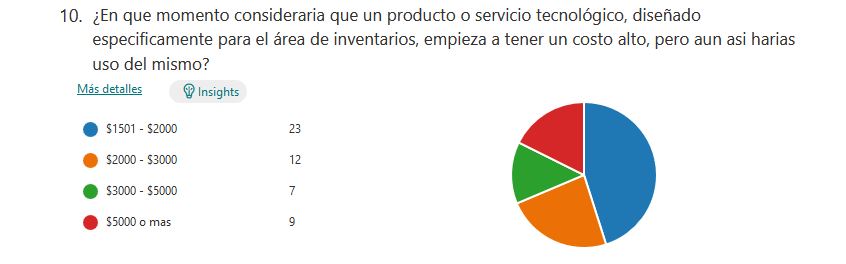 10. ¿En que momento consideraria que un producto o servicio tecnológico, diseñado
especificamente para el área de inventarios, empieza a tener un costo alto, pero aun asi harias
uso del mismo?
Más detalles Insights
$1501 - $2000 23
$2000 - $3000 12
$3000 - $5000 7
$5000 o mas 9